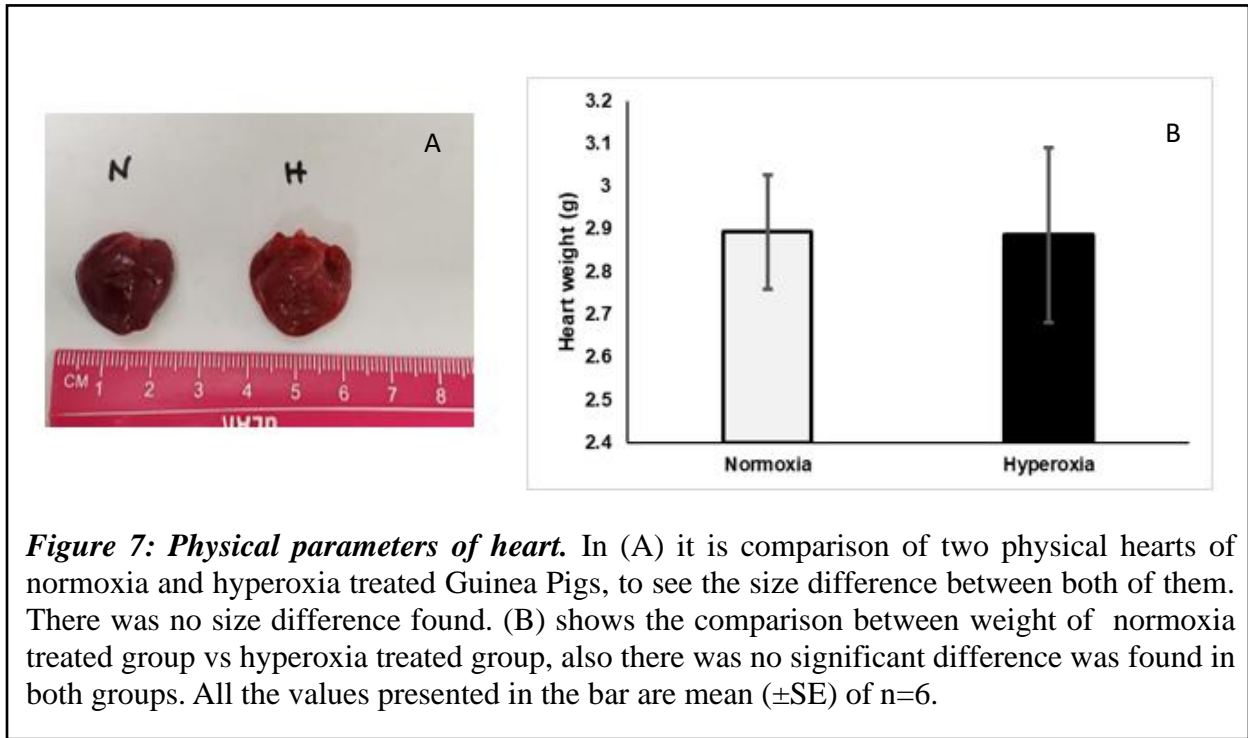 A
N H
CM 1 2 3 4 5 6 7 8
B
3.2
3.1
3
2.9
2.8
2.7
2.6
2.5
2.4
Heart weight (g)
Normoxia Hyperoxia
Figure 7: Physical parameters of heart. In (A) it is comparison of two physical hearts of
normoxia and hyperoxia treated Guinea Pigs, to see the size difference between both of them.
There was no size difference found. (B) shows the comparison between weight of normoxia
treated group vs hyperoxia treated group, also there was no significant difference was found in
both groups. All the values presented in the bar are mean (±SE) of n=6.